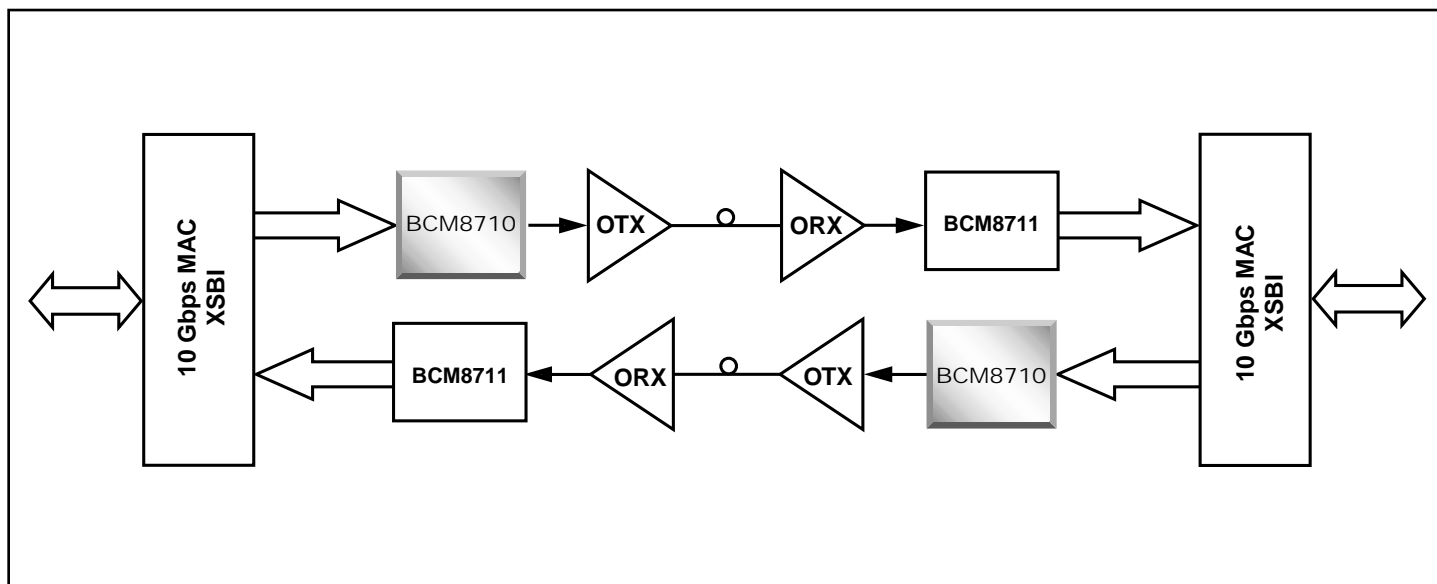 10 Gbps MAC
XSBI
BCM8710
OTX
ORX
BCM8711
BCM8711
ORX
OTX
BCM8710
10 Gbps MAC
XSBI